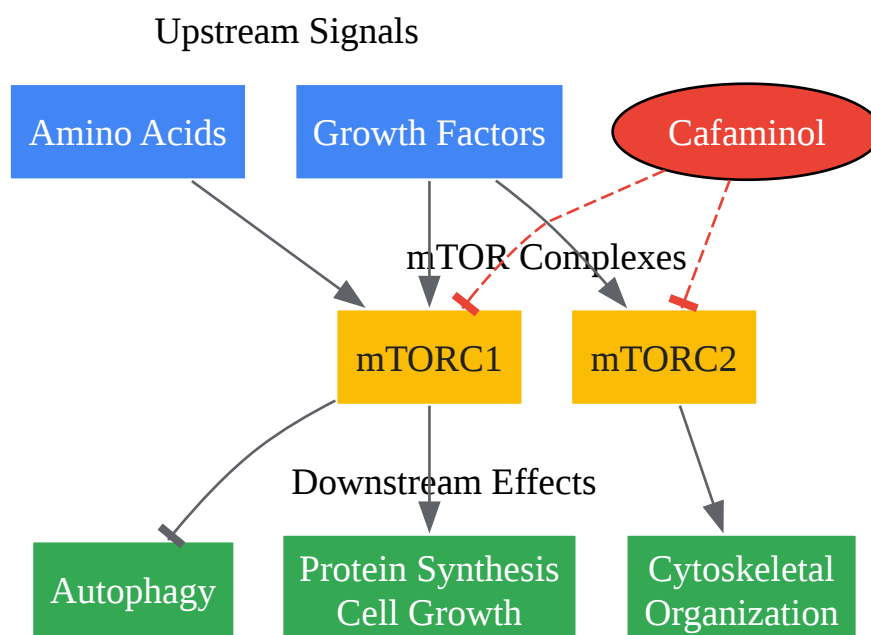 Upstream Signals
Amino Acids
Growth Factors
Cafaminol
mTOR Complexes
mTORC1
mTORC2
Downstream Effects
Autophagy
Protein Synthesis
Cell Growth
Cytoskeletal
Organization